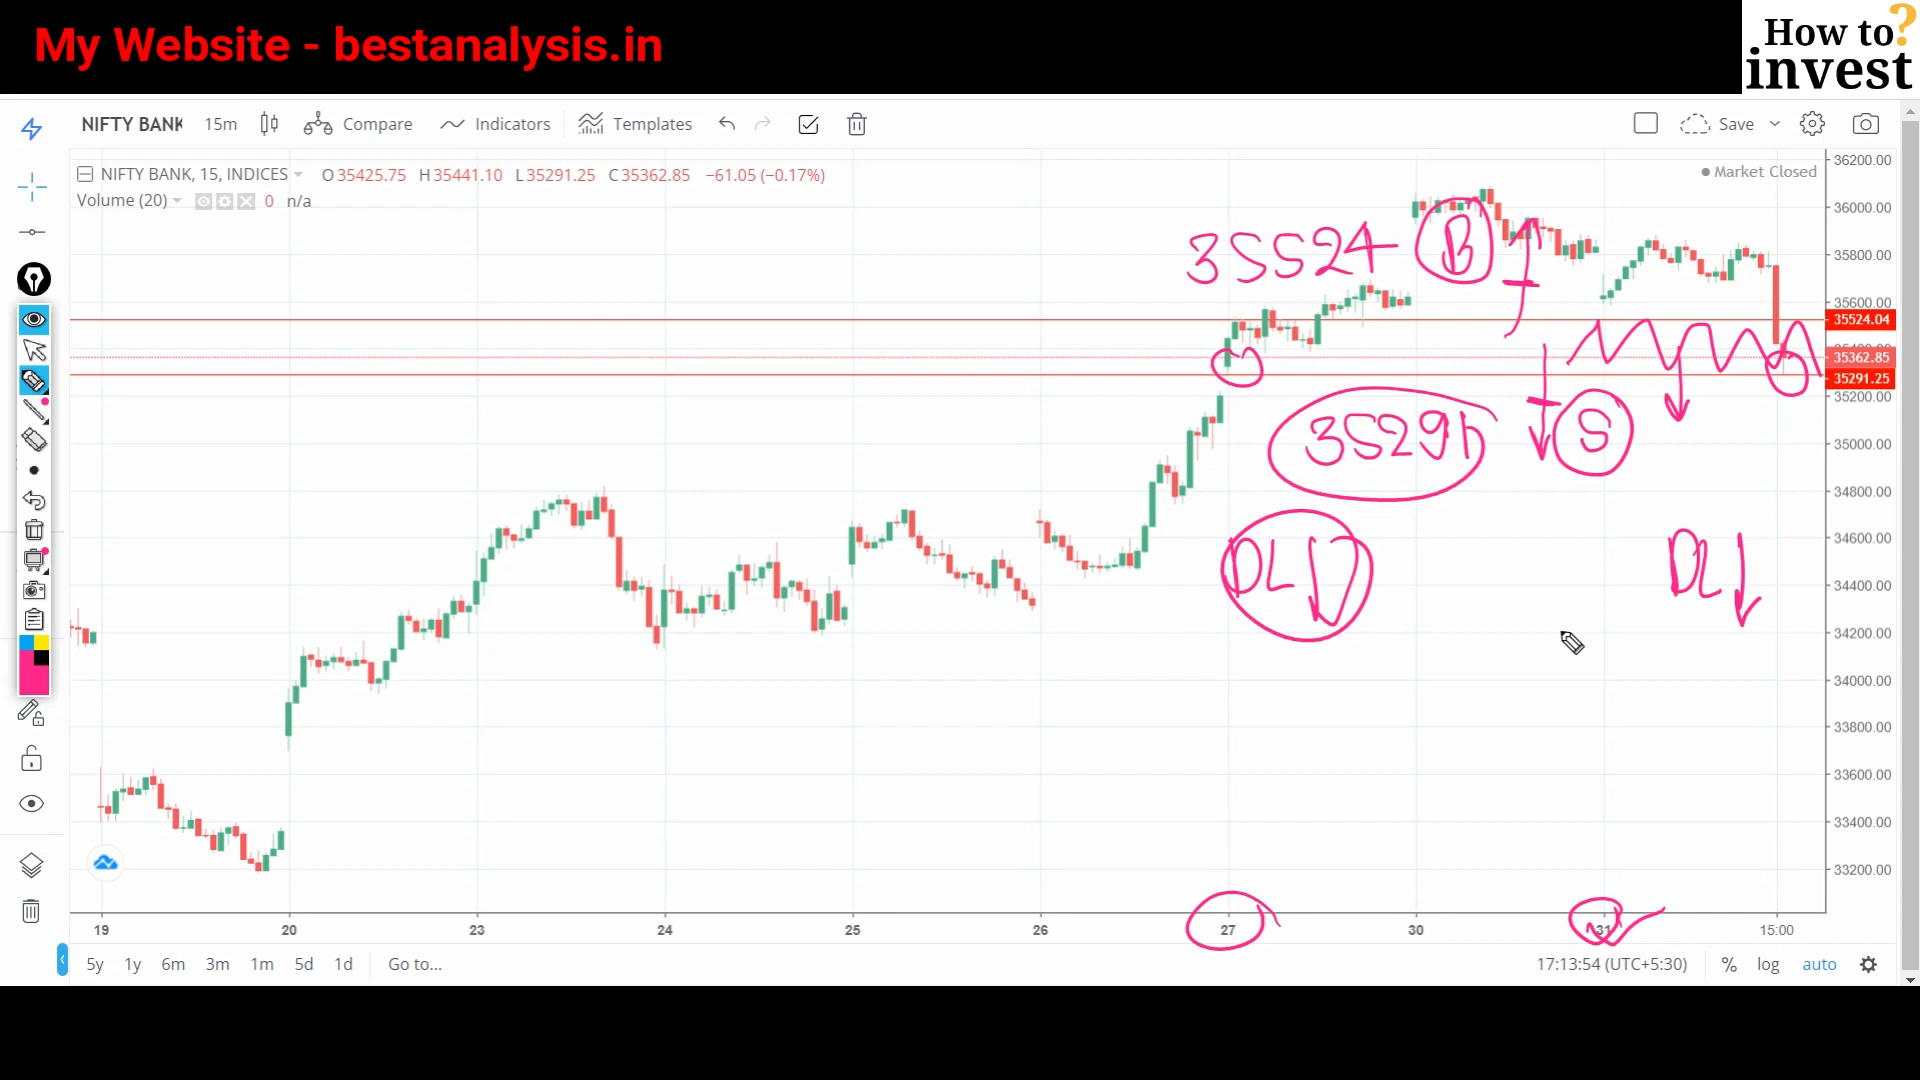 My Website - bestanalysis.in
How to?
invest
NIFTY BANK 15m Compare Indicators Templates Save
NIFTY BANK, 15, INDICES O35425.75 H35441.10 L35291.25 C35362.85 −61.05 (−0.17%)
Market Closed
Volume (20) 0 n/a
36200.00
36000.00
35800.00
35600.00
35524.04
35362.85
35291.25
35200.00
35000.00
34800.00
34600.00
34400.00
34200.00
34000.00
33800.00
33600.00
33400.00
33200.00
35524 B
35291 S
DL
DL
19 20 23 24 25 26 27 30 31 15:00
5y 1y 6m 3m 1m 5d 1d Go to... 17:13:54 (UTC+5:30) % log auto